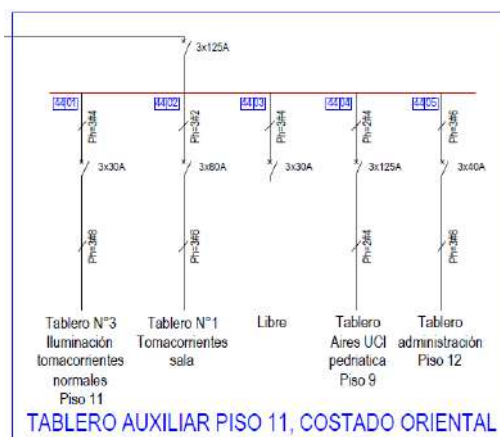 3x125A
44 01
44 02
44 03
44 04
44 05
Ph=3#4
Ph=3#2
Ph=3#4
Ph=2#4
Ph=3#6
3x30A
3x80A
3x30A
3x125A
3x40A
Ph=3#8
Ph=3#6
Ph=2#4
Ph=3#6
Tablero N°3
Iluminación
tomacorrientes
normales
Piso 11
Tablero N°1
Tomacorrientes
sala
Libre
Tablero
Aires UCI
pedriatica
Piso 9
Tablero
administración
Piso 12
TABLERO AUXILIAR PISO 11, COSTADO ORIENTAL